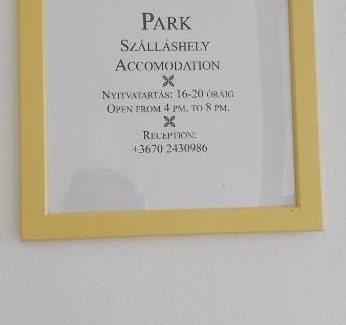 Park
Szálláshely
Accomodation
Nyitvatartás: 16-20 óráig
Open from 4 pm. to 8 pm.
Reception:
+3670 2430986